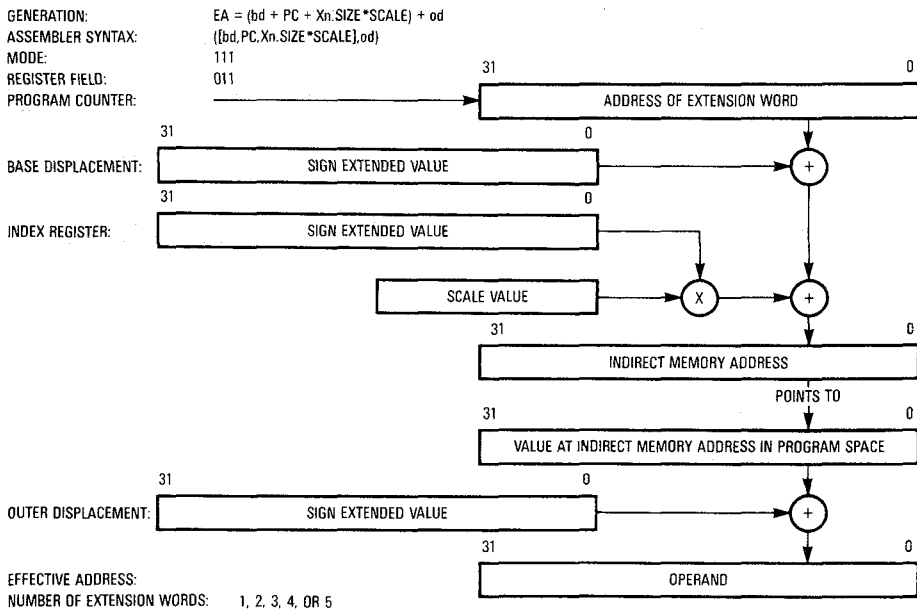 GENERATION: EA = (bd + PC + Xn.SIZE*SCALE) + od
ASSEMBLER SYNTAX: ([bd,PC,Xn.SIZE*SCALE],od)
MODE: 111
REGISTER FIELD: 011
31 0
PROGRAM COUNTER: ADDRESS OF EXTENSION WORD
31 0
BASE DISPLACEMENT: SIGN EXTENDED VALUE +
31 0
INDEX REGISTER: SIGN EXTENDED VALUE
SCALE VALUE X +
31 0
INDIRECT MEMORY ADDRESS
POINTS TO
31 0
VALUE AT INDIRECT MEMORY ADDRESS IN PROGRAM SPACE
31 0
OUTER DISPLACEMENT: SIGN EXTENDED VALUE +
31 0
EFFECTIVE ADDRESS: OPERAND
NUMBER OF EXTENSION WORDS: 1, 2, 3, 4, OR 5